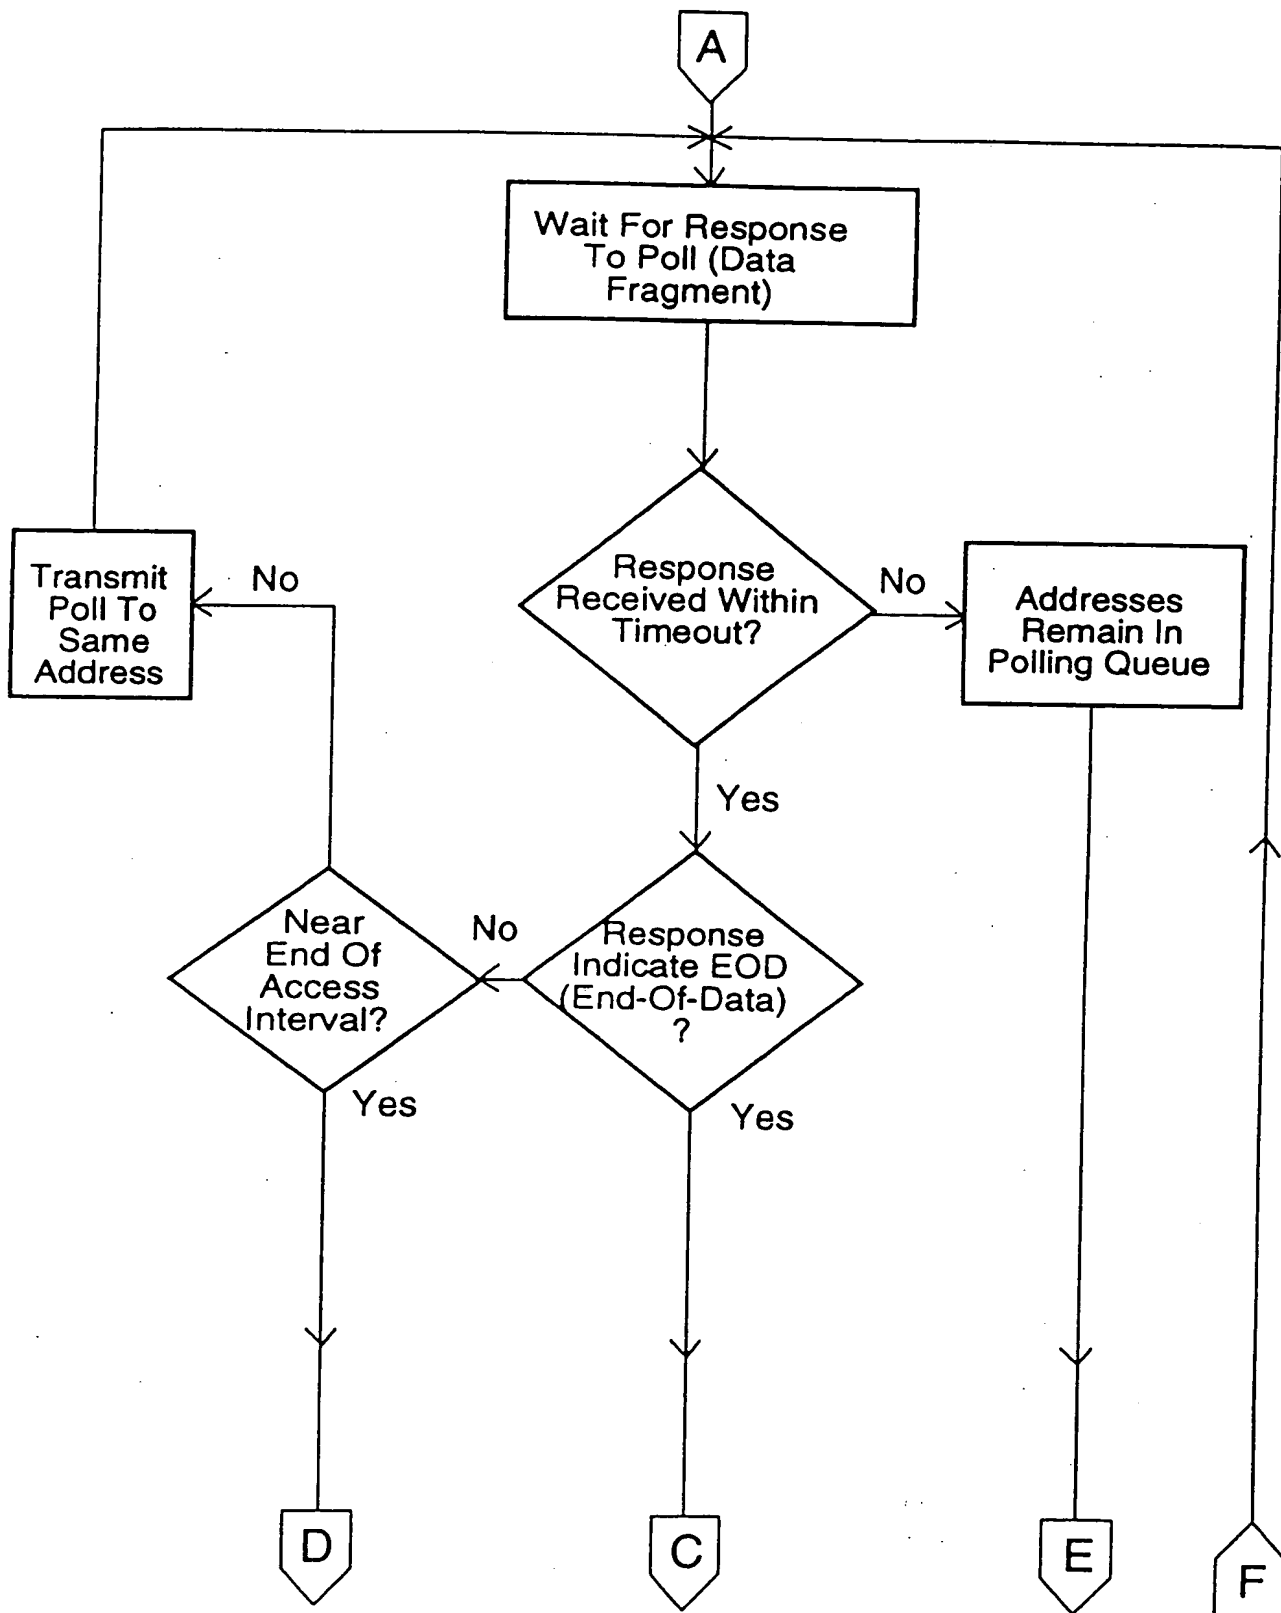 A
Wait For Response
To Poll (Data
Fragment)
Response
Received Within
Timeout?
No
Addresses
Remain In
Polling Queue
Transmit
Poll To
Same
Address
No
Yes
Near
End Of
Access
Interval?
No
Response
Indicate EOD
(End-Of-Data)
?
Yes
Yes
D
C
E
F